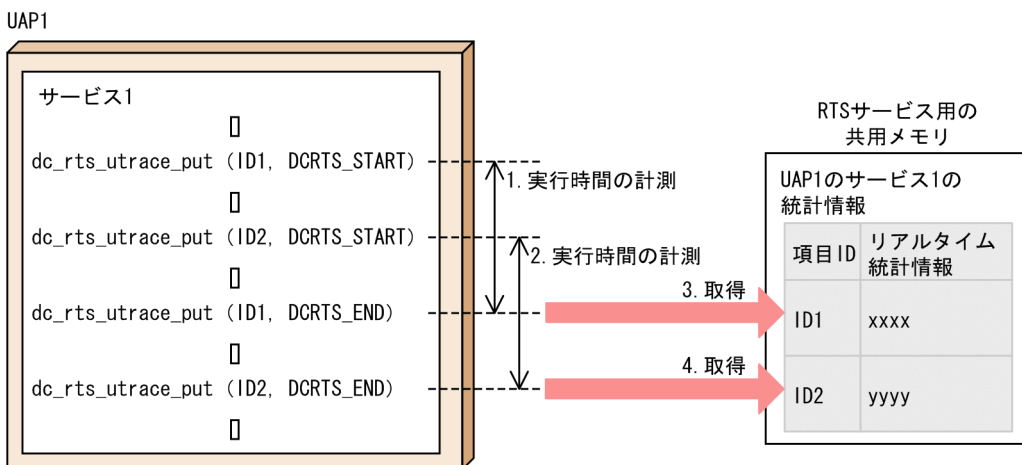 UAP1
サービス1
▯
dc_rts_utrace_put (ID1, DCRTS_START)
▯
dc_rts_utrace_put (ID2, DCRTS_START)
▯
dc_rts_utrace_put (ID1, DCRTS_END)
▯
dc_rts_utrace_put (ID2, DCRTS_END)
▯
1.実行時間の計測
2.実行時間の計測
3.取得
4.取得
RTSサービス用の
共用メモリ
UAP1のサービス1の
統計情報
項目ID リアルタイム
統計情報
ID1 xxxx
ID2 yyyy